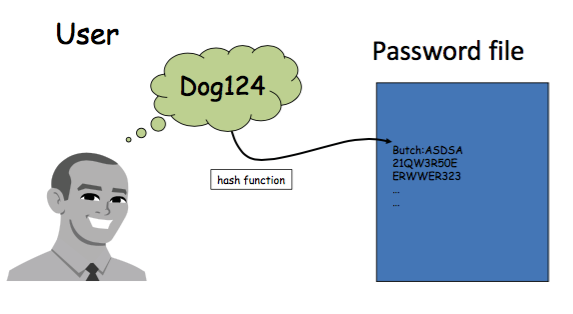 User
Dog124
Password file
hash function
Butch:ASDSA
21QW3R50E
ERWWER323
...
...